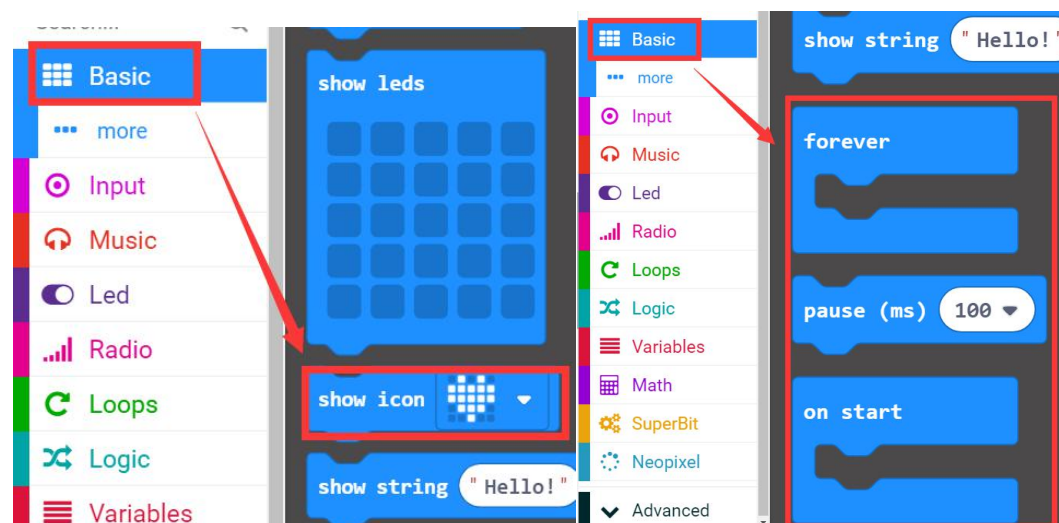 Basic
more
Input
Music
Led
Radio
Loops
Logic
Variables
show leds
show icon
show string "Hello!"
Basic
more
Input
Music
Led
Radio
Loops
Logic
Variables
Math
SuperBit
Neopixel
Advanced
show string "Hello!"
forever
pause (ms) 100
on start